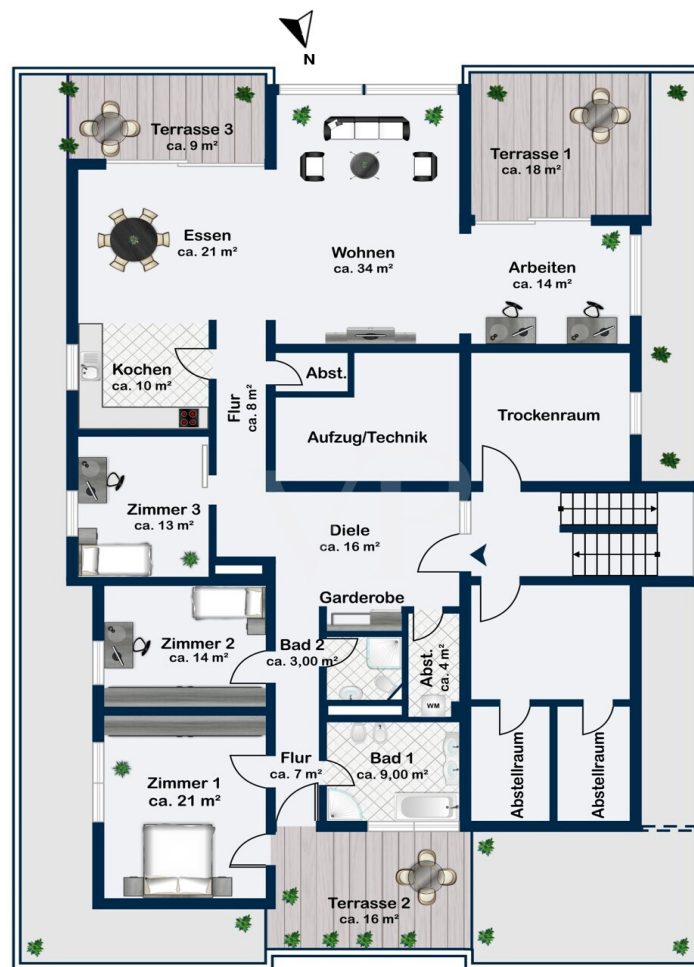 N
Terrasse 3
ca. 9 m²
Terrasse 1
ca. 18 m²
Essen
ca. 21 m²
Wohnen
ca. 34 m²
Arbeiten
ca. 14 m²
Kochen
ca. 10 m²
Flur
ca. 8 m²
Abst.
Aufzug/Technik
Trockenraum
Zimmer 3
ca. 13 m²
Diele
ca. 16 m²
Garderobe
Zimmer 2
ca. 14 m²
Bad 2
ca. 3,00 m²
Abst.
ca. 4 m²
WM
Zimmer 1
ca. 21 m²
Flur
ca. 7 m²
Bad 1
ca. 9,00 m²
Abstellraum
Abstellraum
Terrasse 2
ca. 16 m²